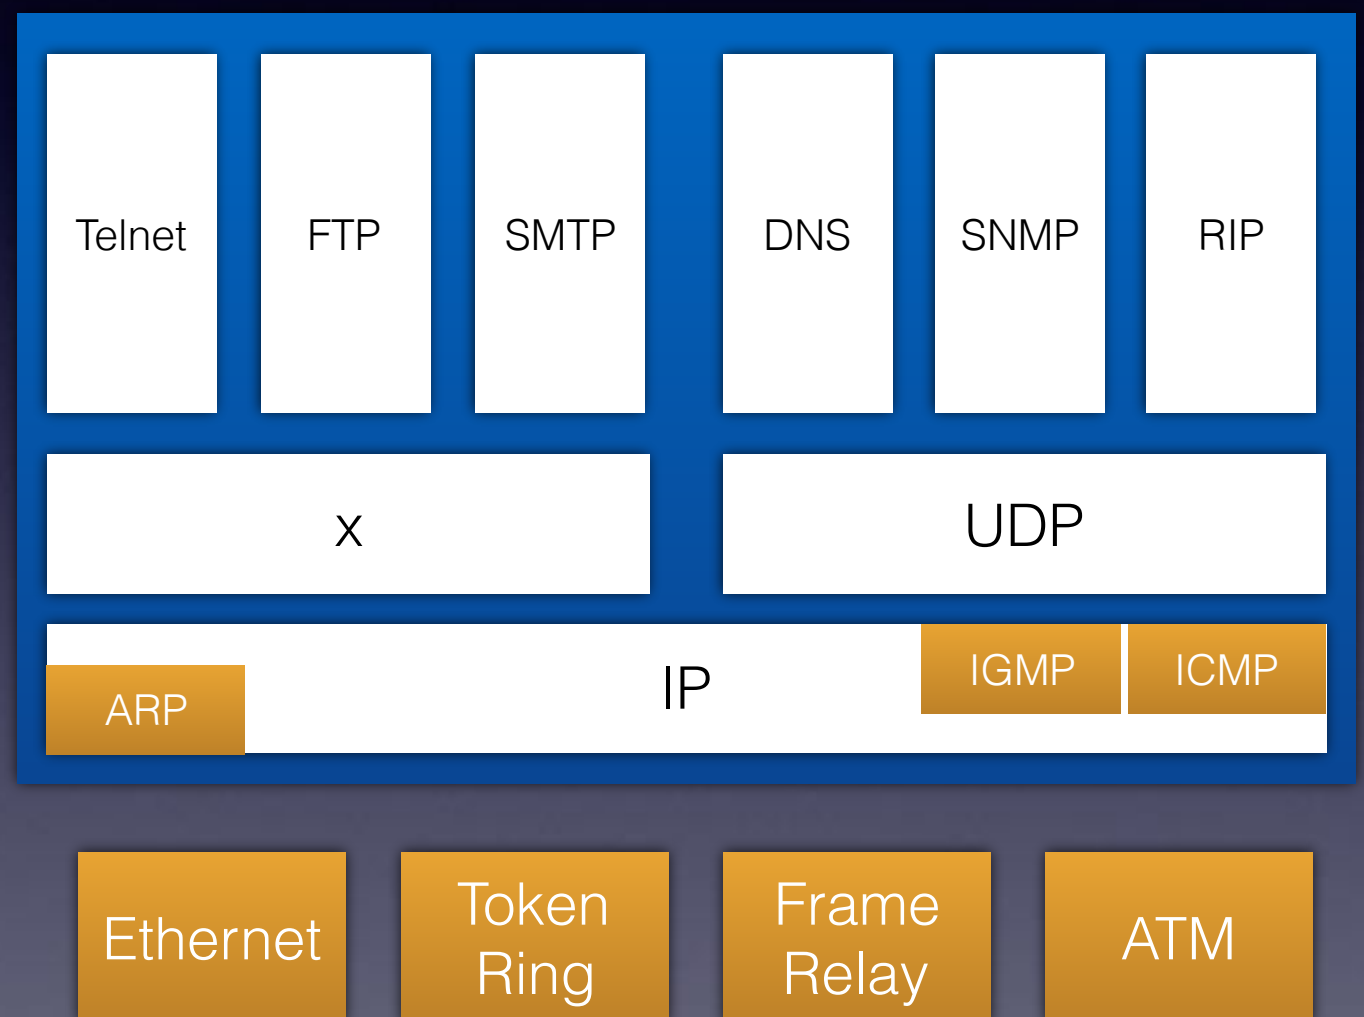 Telnet
FTP
SMTP
DNS
SNMP
RIP
x
UDP
IP
IGMP
ICMP
ARP
Ethernet
Token
Ring
Frame
Relay
ATM